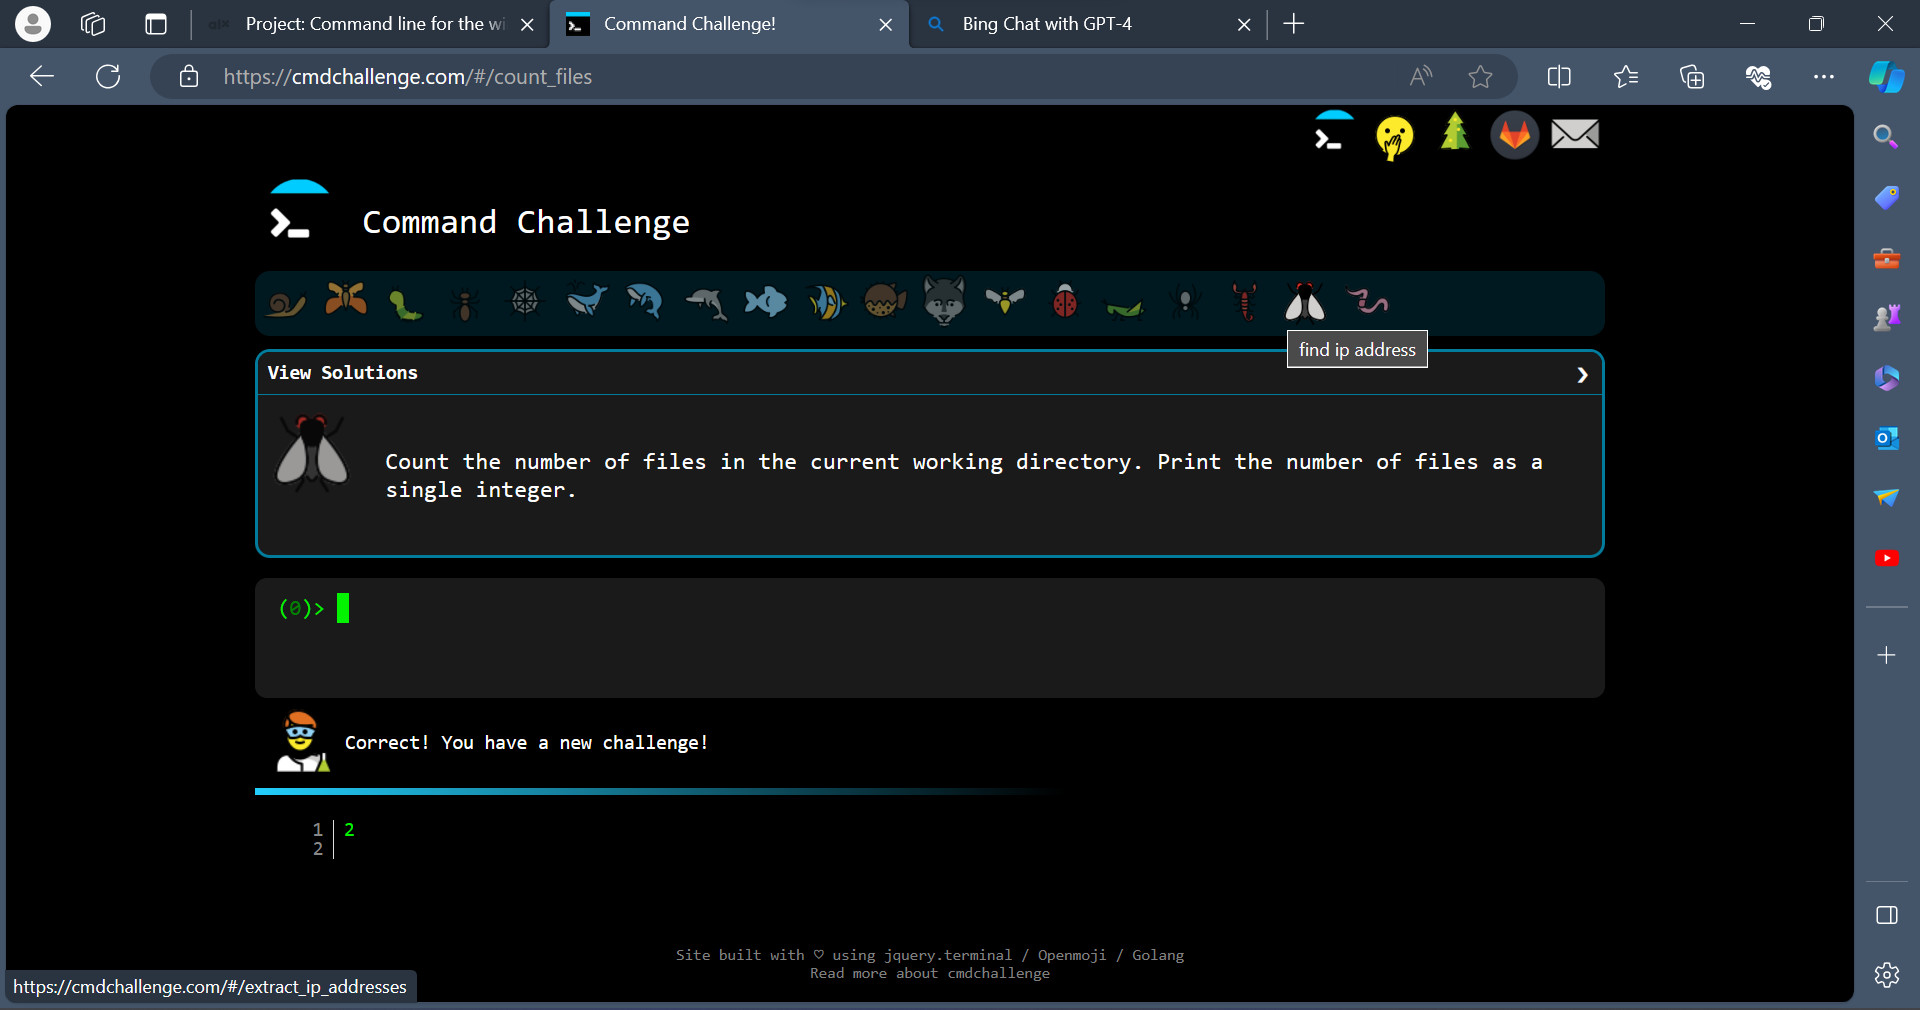 Project: Command line for the wi
Command Challenge!
Bing Chat with GPT-4
https://cmdchallenge.com/#/count_files
Command Challenge
find ip address
View Solutions
Count the number of files in the current working directory. Print the number of files as a
single integer.
(0)>
Correct! You have a new challenge!
1 2
2
Site built with ♡ using jquery.terminal / Openmoji / Golang
Read more about cmdchallenge
https://cmdchallenge.com/#/extract_ip_addresses